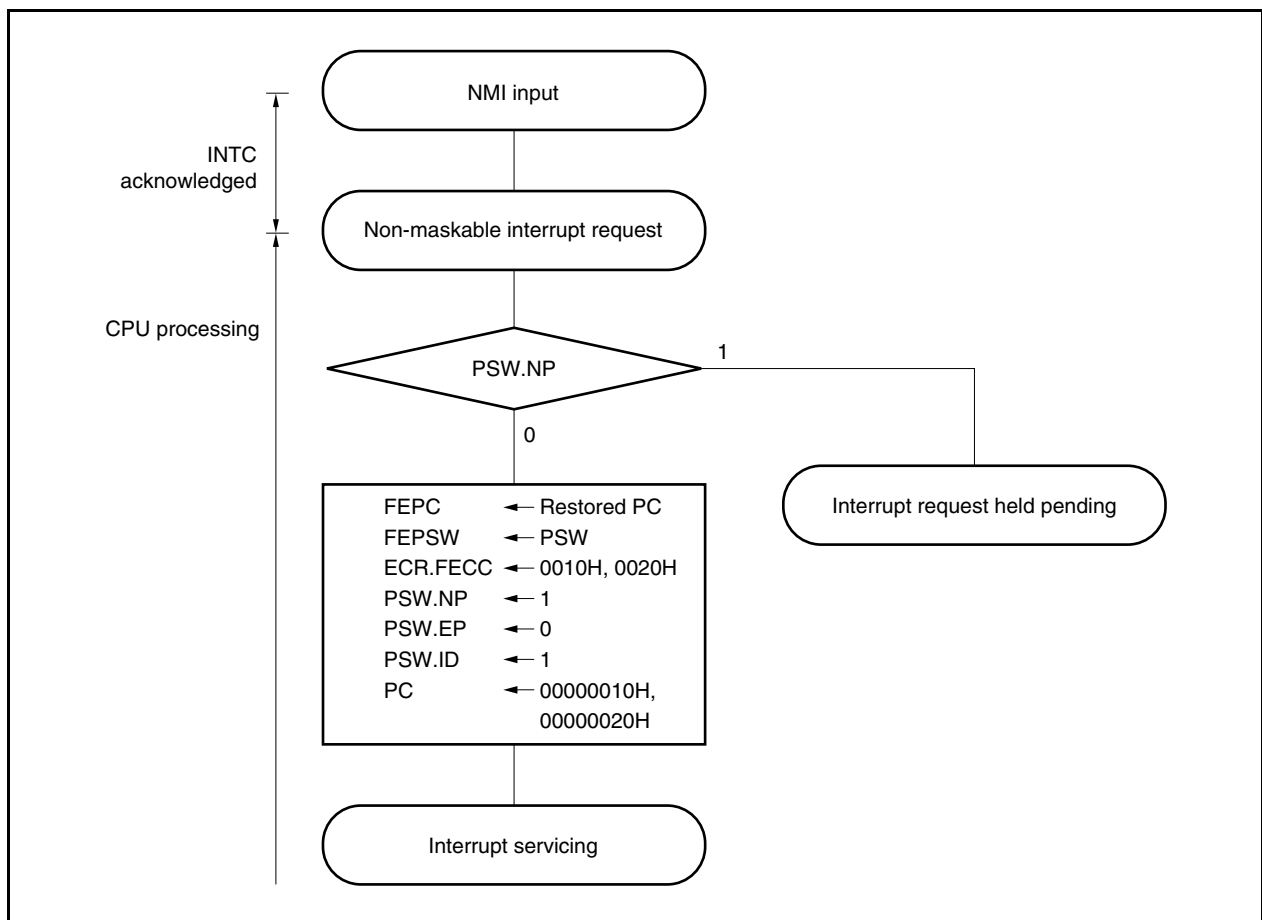 NMI input
INTC
acknowledged
Non-maskable interrupt request
CPU processing
PSW.NP
1
0
FEPC ← Restored PC
FEPSW ← PSW
ECR.FECC ← 0010H, 0020H
PSW.NP ← 1
PSW.EP ← 0
PSW.ID ← 1
PC ← 00000010H,
00000020H
Interrupt request held pending
Interrupt servicing